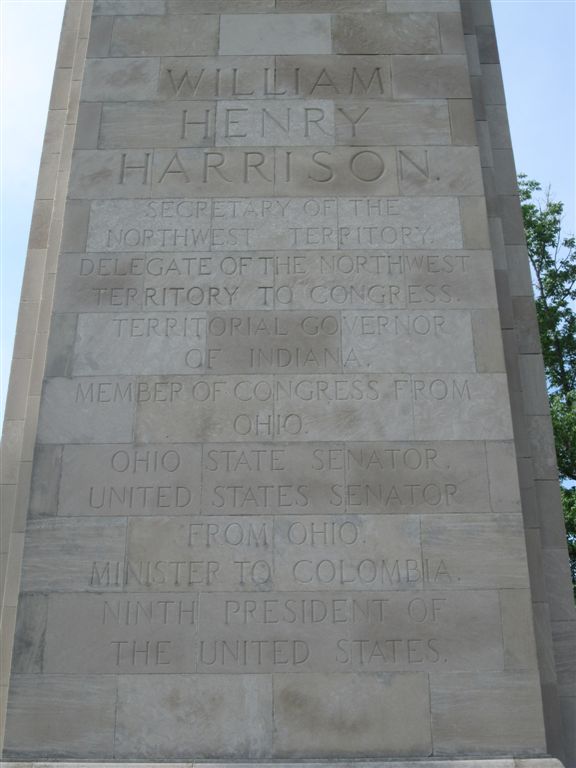 WILLIAM
HENRY
HARRISON.
SECRETARY OF THE
NORTHWEST TERRITORY.
DELEGATE OF THE NORTHWEST
TERRITORY TO CONGRESS.
TERRITORIAL GOVERNOR
OF INDIANA.
MEMBER OF CONGRESS FROM
OHIO.
OHIO STATE SENATOR.
UNITED STATES SENATOR
FROM OHIO.
MINISTER TO COLOMBIA.
NINTH PRESIDENT OF
THE UNITED STATES.